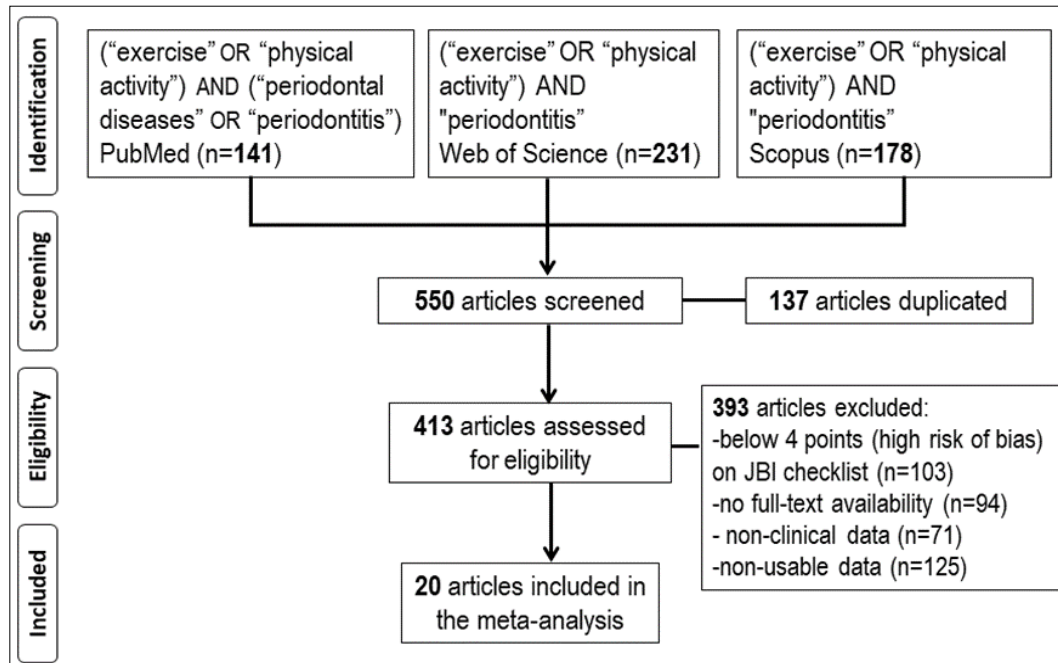 Identification
(“exercise” OR “physical
activity”) AND (“periodontal
diseases” OR “periodontitis”)
PubMed (n=141)
(“exercise” OR “physical
activity”) AND
"periodontitis”
Web of Science (n=231)
(“exercise” OR “physical
activity”) AND
"periodontitis”
Scopus (n=178)
Screening
550 articles screened
137 articles duplicated
Eligibility
413 articles assessed
for eligibility
393 articles excluded:
-below 4 points (high risk of bias)
on JBI checklist (n=103)
-no full-text availability (n=94)
- non-clinical data (n=71)
-non-usable data (n=125)
Included
20 articles included in
the meta-analysis